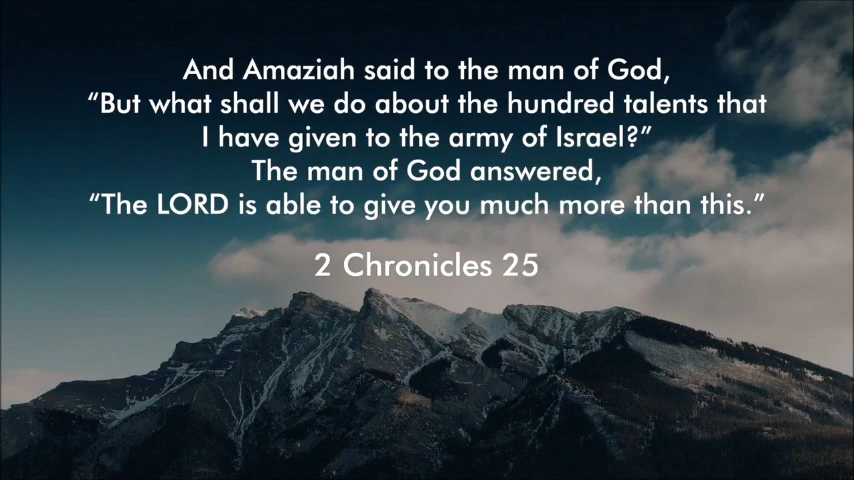 And Amaziah said to the man of God,
“But what shall we do about the hundred talents that
I have given to the army of Israel?”
The man of God answered,
“The LORD is able to give you much more than this.”
2 Chronicles 25